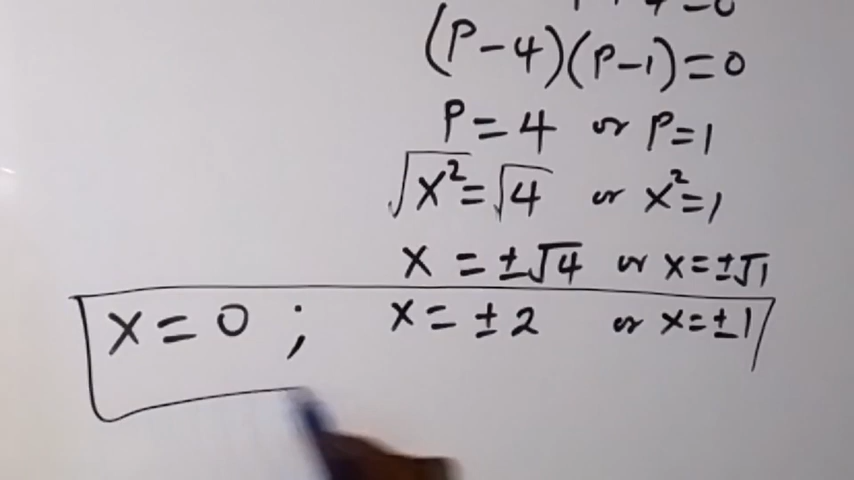 (P-4)(P-1)=0
P=4 or P=1
√x²=√4 or x²=1
x=±√4 or x=±√1
x=0; x=±2 or x=±1